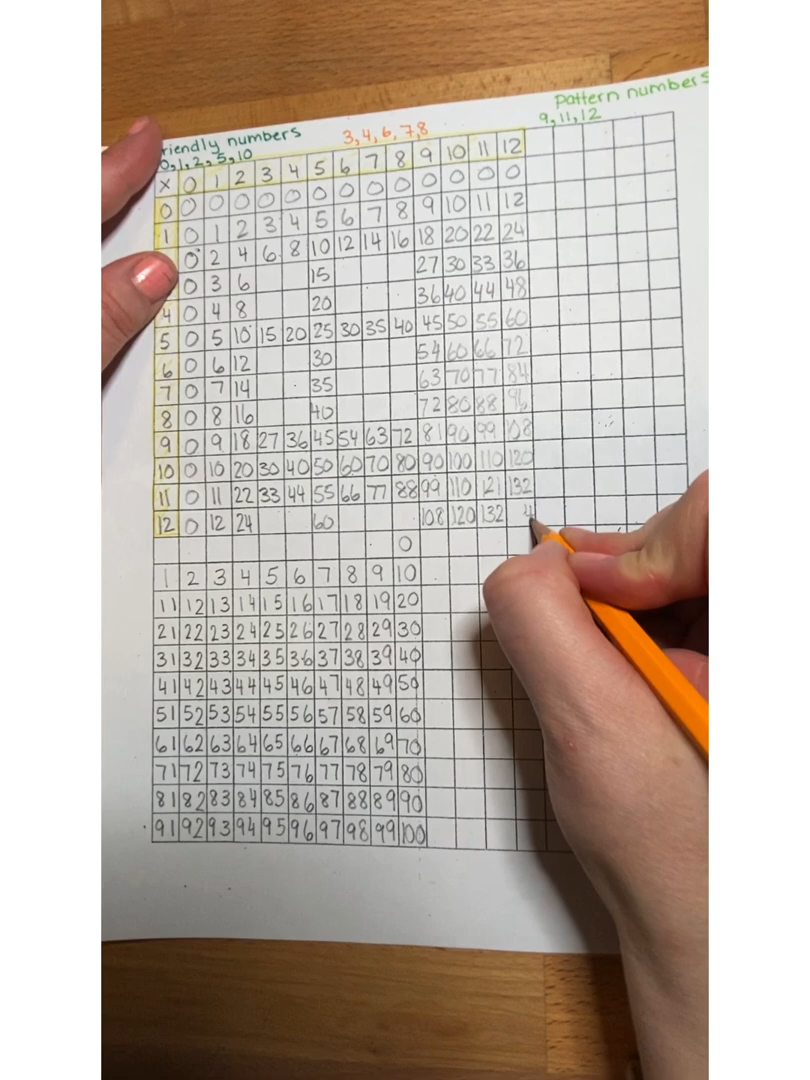 Pattern numbers
9, 11, 12
riendly numbers
0, 1, 2, 5, 10
3, 4, 6, 7, 8
X 0 1 2 3 4 5 6 7 8 9 10 11 12
0 0 0 0 0 0 0 0 0 0 0 0 0 0
1 0 1 2 3 4 5 6 7 8 9 10 11 12
0 2 4 6 8 10 12 14 16 18 20 22 24
0 3 6 15 27 30 33 36
4 0 4 8 20 36 40 44 48
5 0 5 10 15 20 25 30 35 40 45 50 55 60
6 0 6 12 30 54 60 66 72
7 0 7 14 35 63 70 77 84
8 0 8 16 40 72 80 88 96
9 0 9 18 27 36 45 54 63 72 81 90 99 108
10 0 10 20 30 40 50 60 70 80 90 100 110 120
11 0 11 22 33 44 55 66 77 88 99 110 121 132
12 0 12 24 60 108 120 132 4
0
1 2 3 4 5 6 7 8 9 10
11 12 13 14 15 16 17 18 19 20
21 22 23 24 25 26 27 28 29 30
31 32 33 34 35 36 37 38 39 40
41 42 43 44 45 46 47 48 49 50
51 52 53 54 55 56 57 58 59 60
61 62 63 64 65 66 67 68 69 70
71 72 73 74 75 76 77 78 79 80
81 82 83 84 85 86 87 88 89 90
91 92 93 94 95 96 97 98 99 100